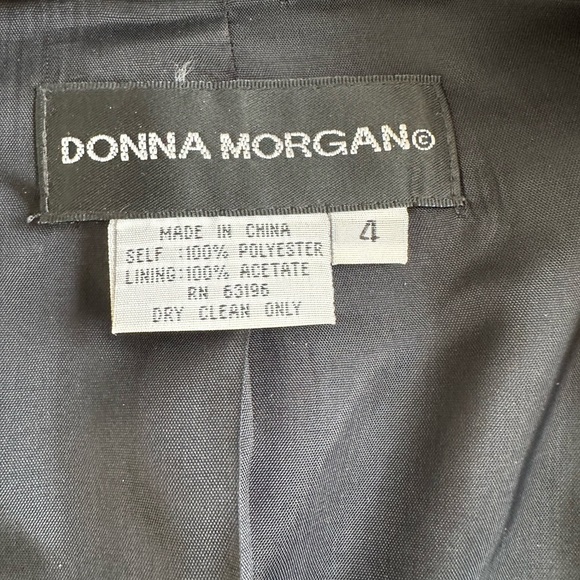 DONNA MORGAN©
MADE IN CHINA
SELF :100% POLYESTER
LINING:100% ACETATE
RN 63196
DRY CLEAN ONLY
4